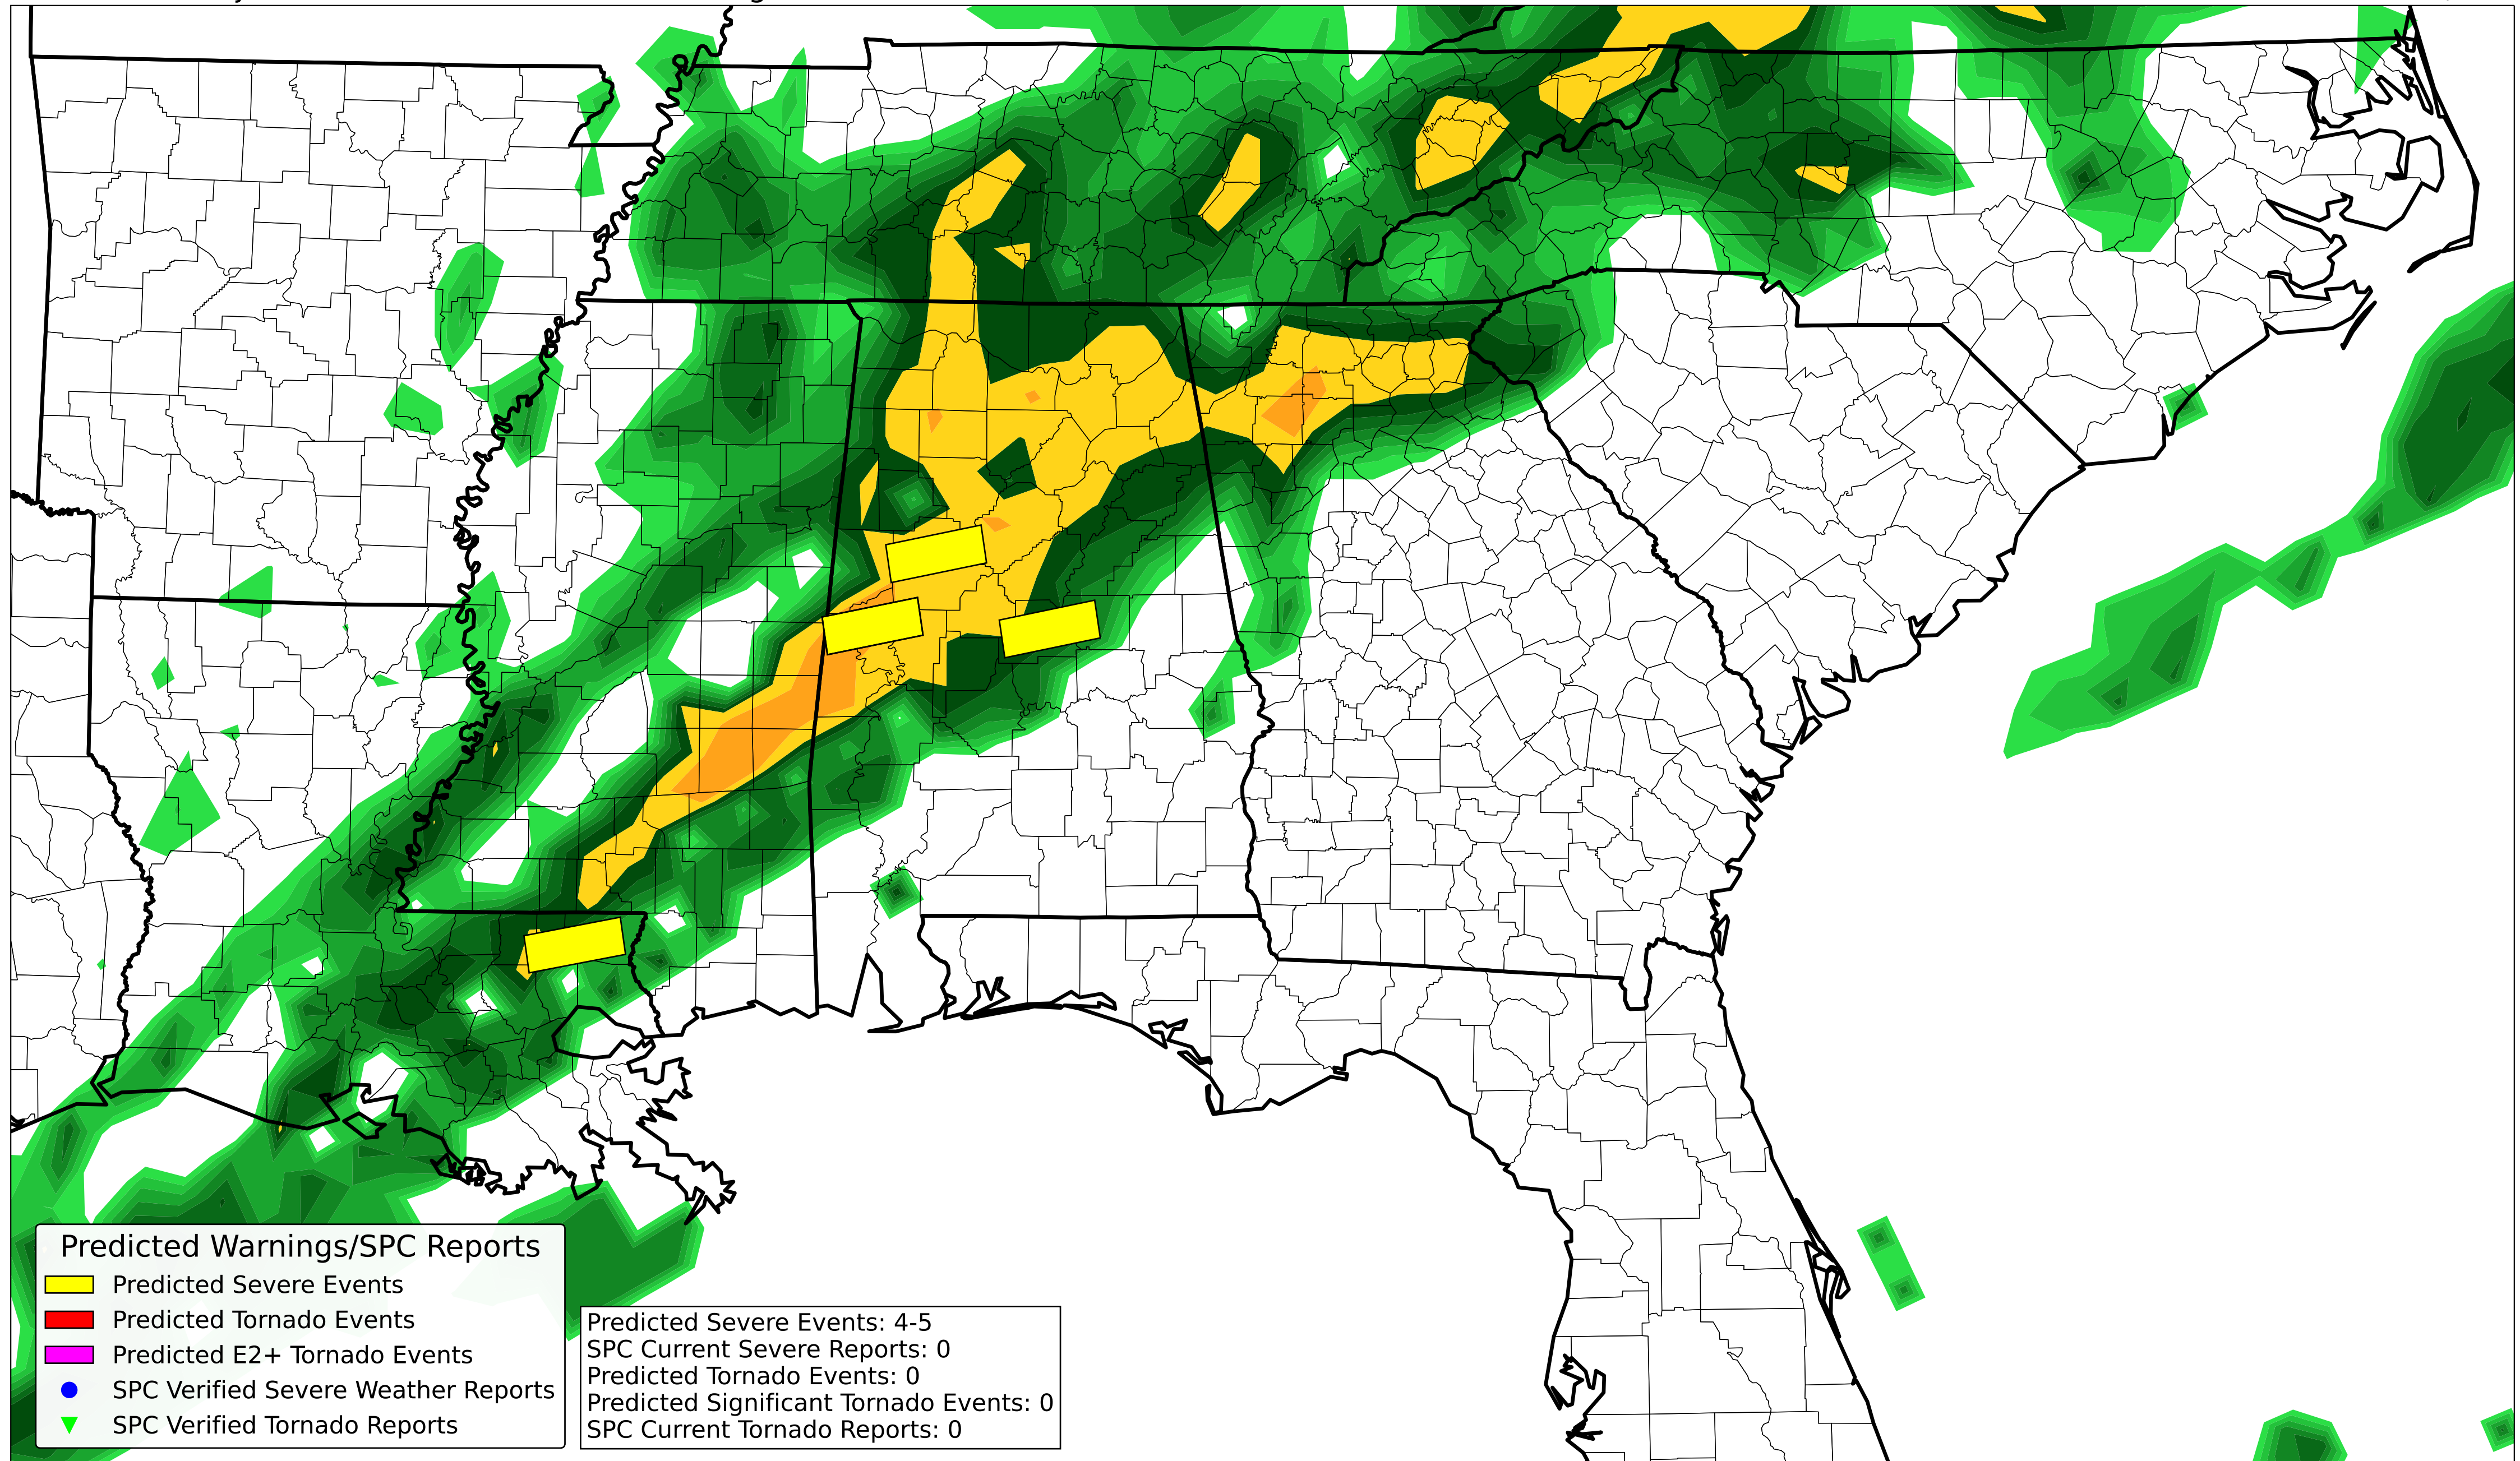 Predicted Warnings/SPC Reports
Predicted Severe Events
Predicted Tornado Events
Predicted E2+ Tornado Events
SPC Verified Severe Weather Reports
SPC Verified Tornado Reports
Predicted Severe Events: 4-5
SPC Current Severe Reports: 0
Predicted Tornado Events: 0
Predicted Significant Tornado Events: 0
SPC Current Tornado Reports: 0